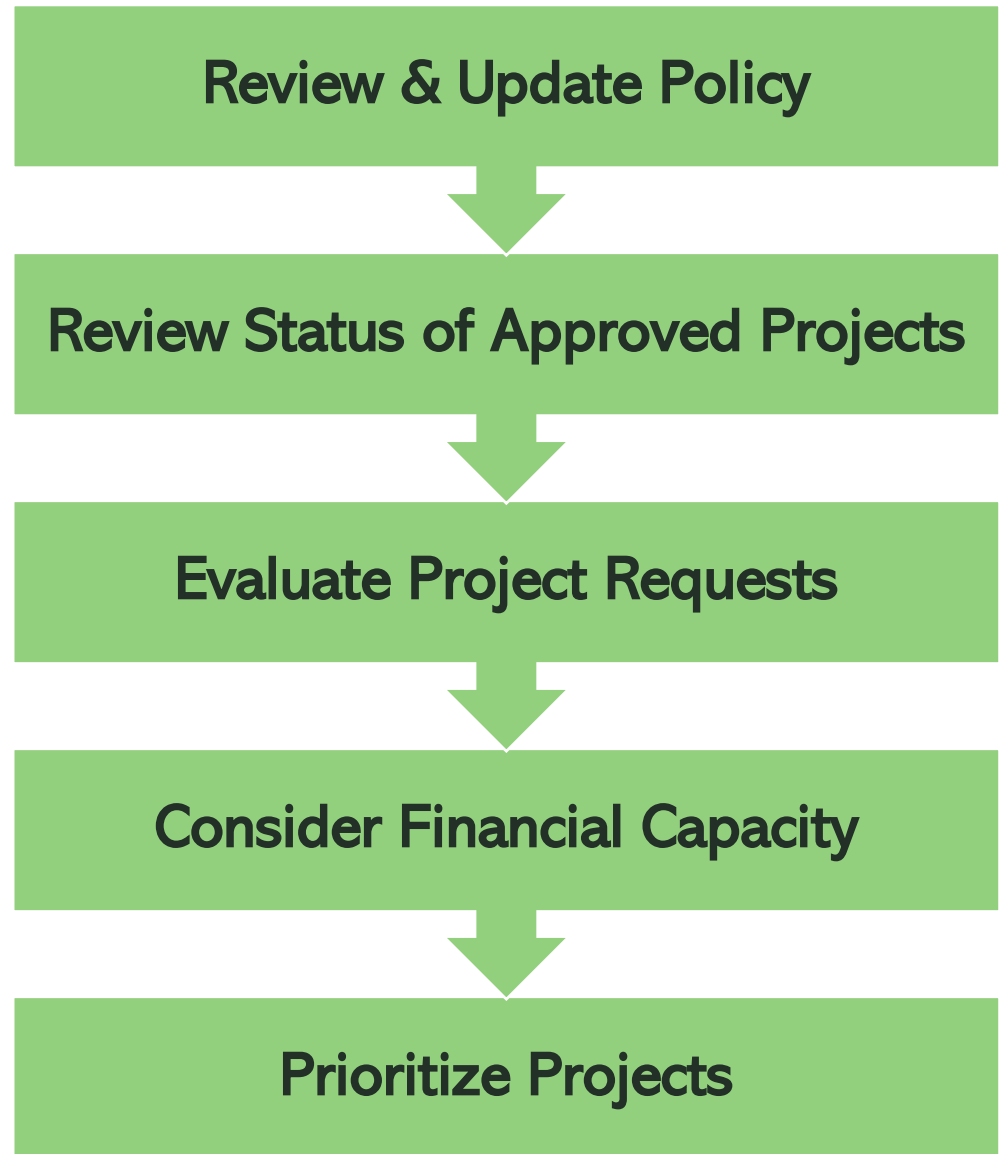 Review & Update Policy
Review Status of Approved Projects
Evaluate Project Requests
Consider Financial Capacity
Prioritize Projects